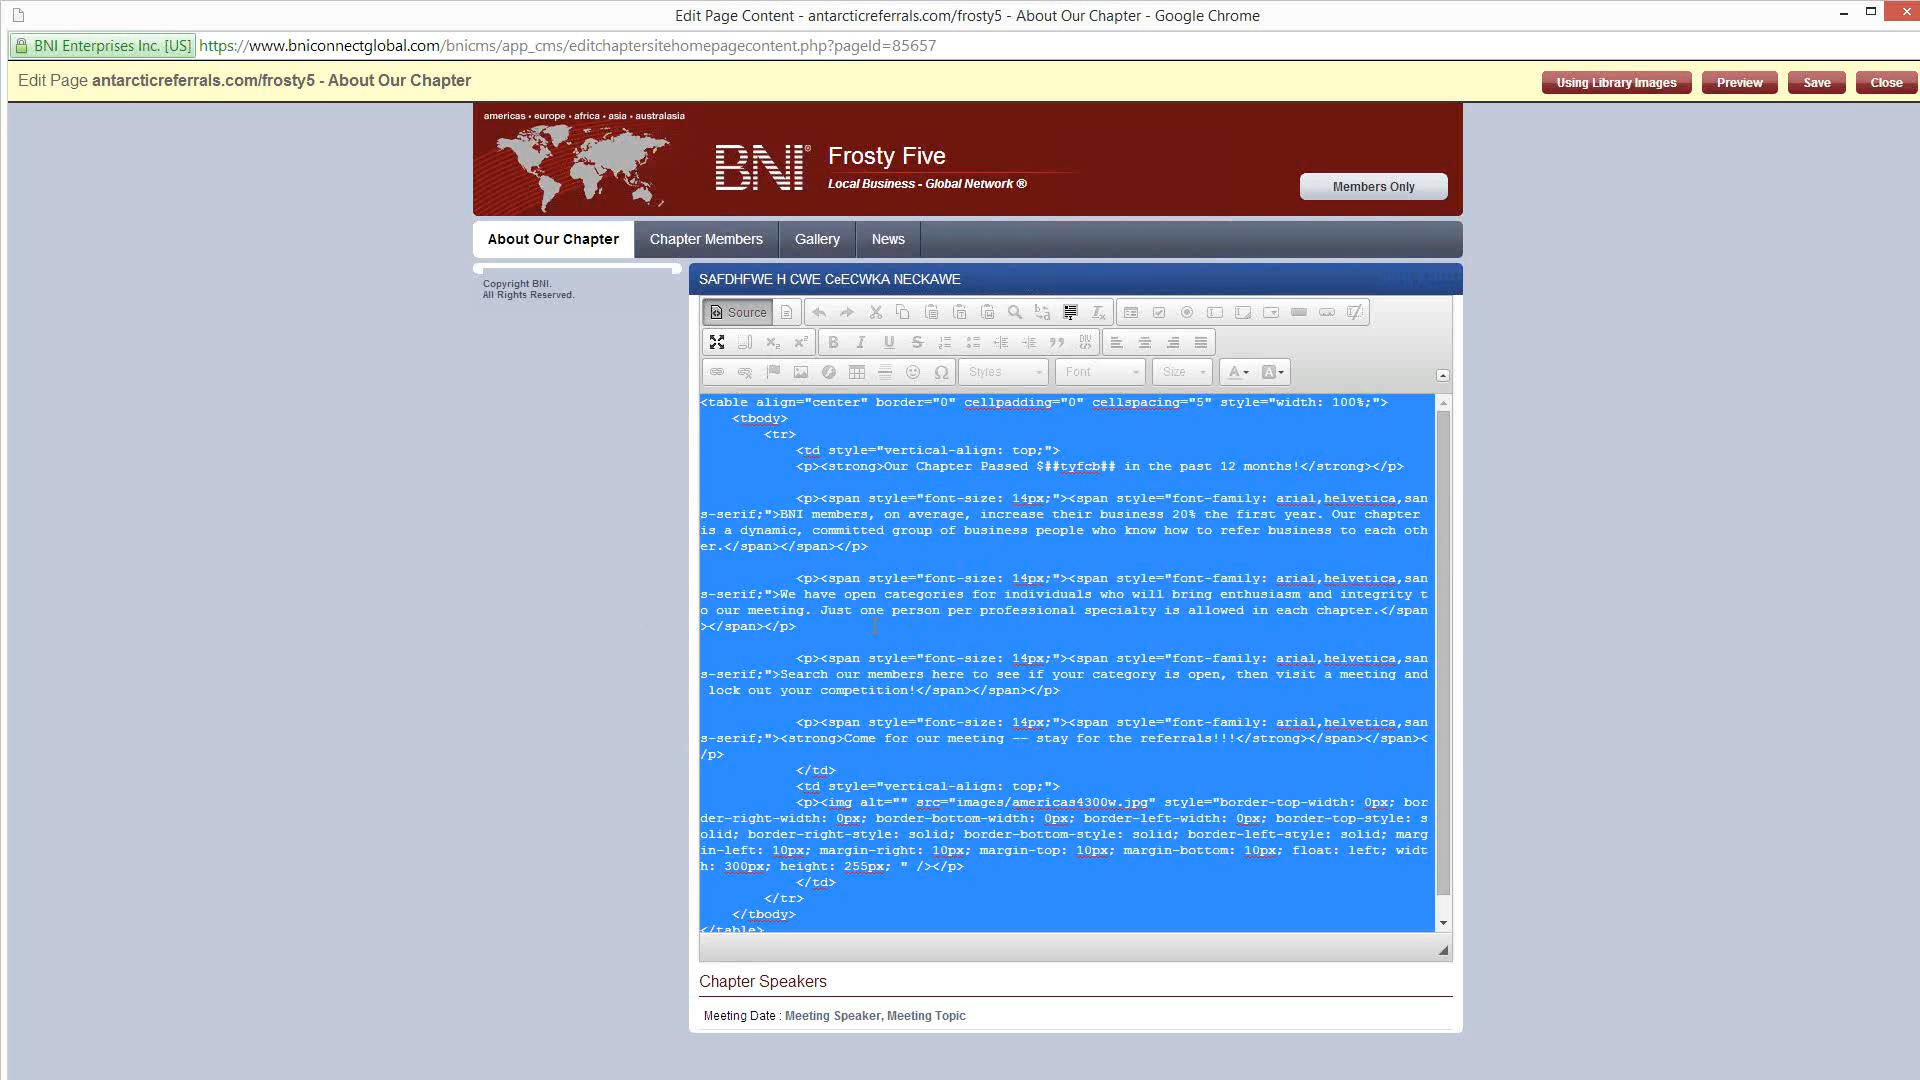 Edit Page Content - antarcticreferrals.com/frosty5 - About Our Chapter - Google Chrome
BNI Enterprises Inc. [US] https://www.bniconnectglobal.com/bnicms/app_cms/editchaptersitehomepagecontent.php?pageId=85657
Edit Page antarcticreferrals.com/frosty5 - About Our Chapter
Using Library Images Preview Save Close
americas • europe • africa • asia • australasia
BNI® Frosty Five
Local Business - Global Network ®
Members Only
About Our Chapter Chapter Members Gallery News
Copyright BNI.
All Rights Reserved.
SAFDHFWE H CWE CeECWKA NECKAWE
Source
Styles Font Size
<table align="center" border="0" cellpadding="0" cellspacing="5" style="width: 100%;">
<tbody>
<tr>
<td style="vertical-align: top;">
<p><strong>Our Chapter Passed $##tyfcb## in the past 12 months!</strong></p>
<p><span style="font-size: 14px;"><span style="font-family: arial,helvetica,san
s-serif;">BNI members, on average, increase their business 20% the first year. Our chapter
is a dynamic, committed group of business people who know how to refer business to each oth
er.</span></span></p>
<p><span style="font-size: 14px;"><span style="font-family: arial,helvetica,san
s-serif;">We have open categories for individuals who will bring enthusiasm and integrity t
o our meeting. Just one person per professional specialty is allowed in each chapter.</span
></span></p>
<p><span style="font-size: 14px;"><span style="font-family: arial,helvetica,san
s-serif;">Search our members here to see if your category is open, then visit a meeting and
lock out your competition!</span></span></p>
<p><span style="font-size: 14px;"><span style="font-family: arial,helvetica,san
s-serif;"><strong>Come for our meeting -- stay for the referrals!!!</strong></span></span><
/p>
</td>
<td style="vertical-align: top;">
<p><img alt="" src="images/americas4300w.jpg" style="border-top-width: 0px; bor
der-right-width: 0px; border-bottom-width: 0px; border-left-width: 0px; border-top-style: s
olid; border-right-style: solid; border-bottom-style: solid; border-left-style: solid; marg
in-left: 10px; margin-right: 10px; margin-top: 10px; margin-bottom: 10px; float: left; widt
h: 300px; height: 255px; " /></p>
</td>
</tr>
</tbody>
</table>
Chapter Speakers
Meeting Date : Meeting Speaker, Meeting Topic